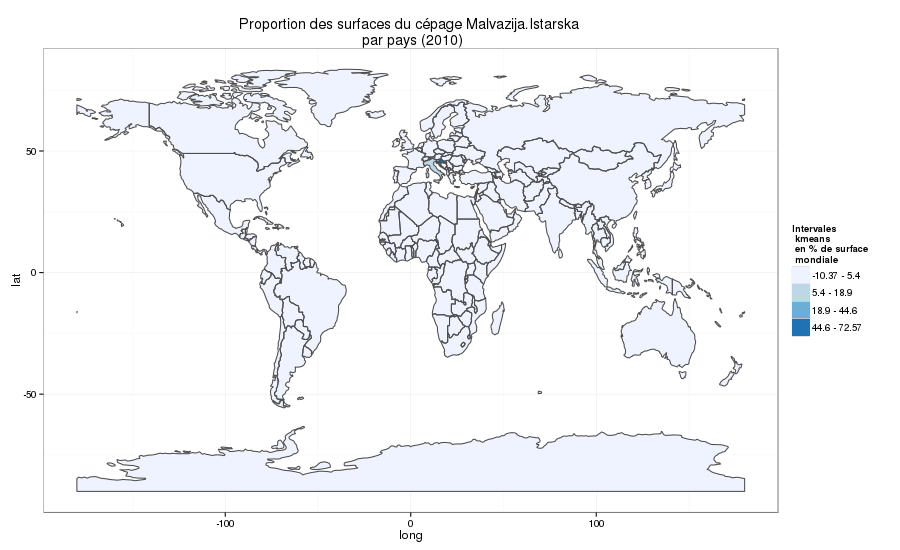 Proportion des surfaces du cépage Malvazija.Istarska
par pays (2010)
50
0
-50
lat
-100
0
100
long
Intervales
kmeans
en % de surface
mondiale
-10.37 - 5.4
5.4 - 18.9
18.9 - 44.6
44.6 - 72.57